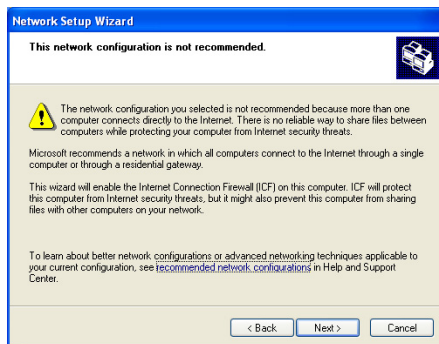 Network Setup Wizard
This network configuration is not recommended.
The network configuration you selected is not recommended because more than one
computer connects directly to the Internet. There is no reliable way to share files between
computers while protecting your computer from Internet security threats.
Microsoft recommends a network in which all computers connect to the Internet through a single
computer or through a residential gateway.
This wizard will enable the Internet Connection Firewall (ICF) on this computer. ICF will protect
this computer from Internet security threats, but it might also prevent this computer from sharing
files with other computers on your network.
To learn about better network configurations or advanced networking techniques applicable to
your current configuration, see recommended network configurations in Help and Support
Center.
< Back Next > Cancel